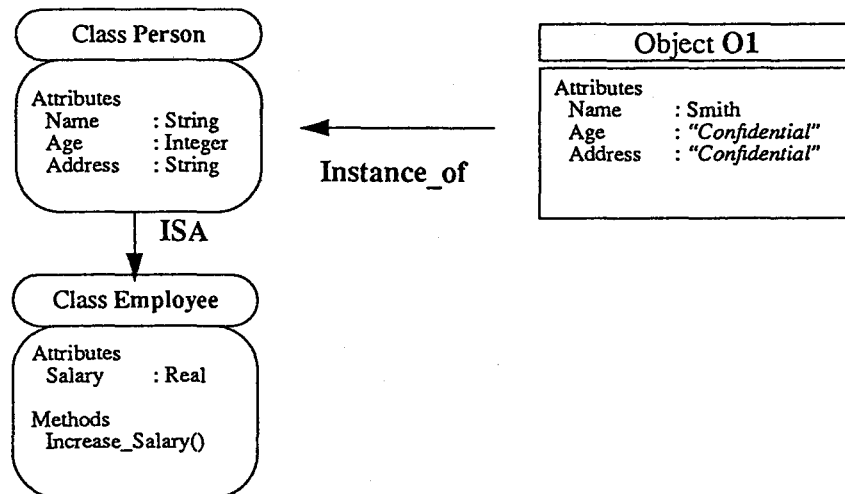 Class Person
Attributes
Name : String
Age : Integer
Address : String
ISA
Class Employee
Attributes
Salary : Real
Methods
Increase_Salary()
Instance_of
Object O1
Attributes
Name : Smith
Age : "Confidential"
Address : "Confidential"